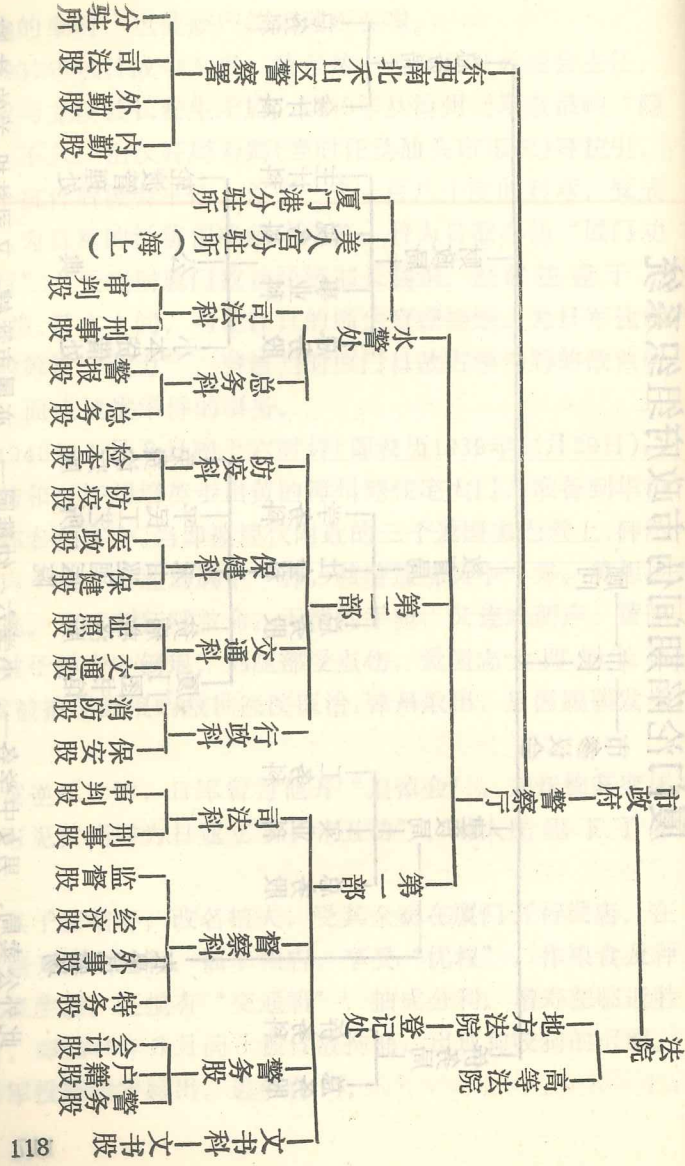 市政府
法院
高等法院
地方法院
登记处
警察厅
第一部
文书科
文书股
警务股
警务股
户籍股
会计股
督察科
特务股
外事股
经济股
监督股
司法科
刑事股
审判股
第二部
行政科
保安股
消防股
交通科
交通股
证照股
保健科
保健股
医政股
防疫科
防疫股
检查股
水警处
总务科
总务股
警报股
司法科
刑事股
审判股
美人宫分驻所(海上)
厦门港分驻所
东西南北禾山区警察署
内勤股
外勤股
司法股
分驻所
118